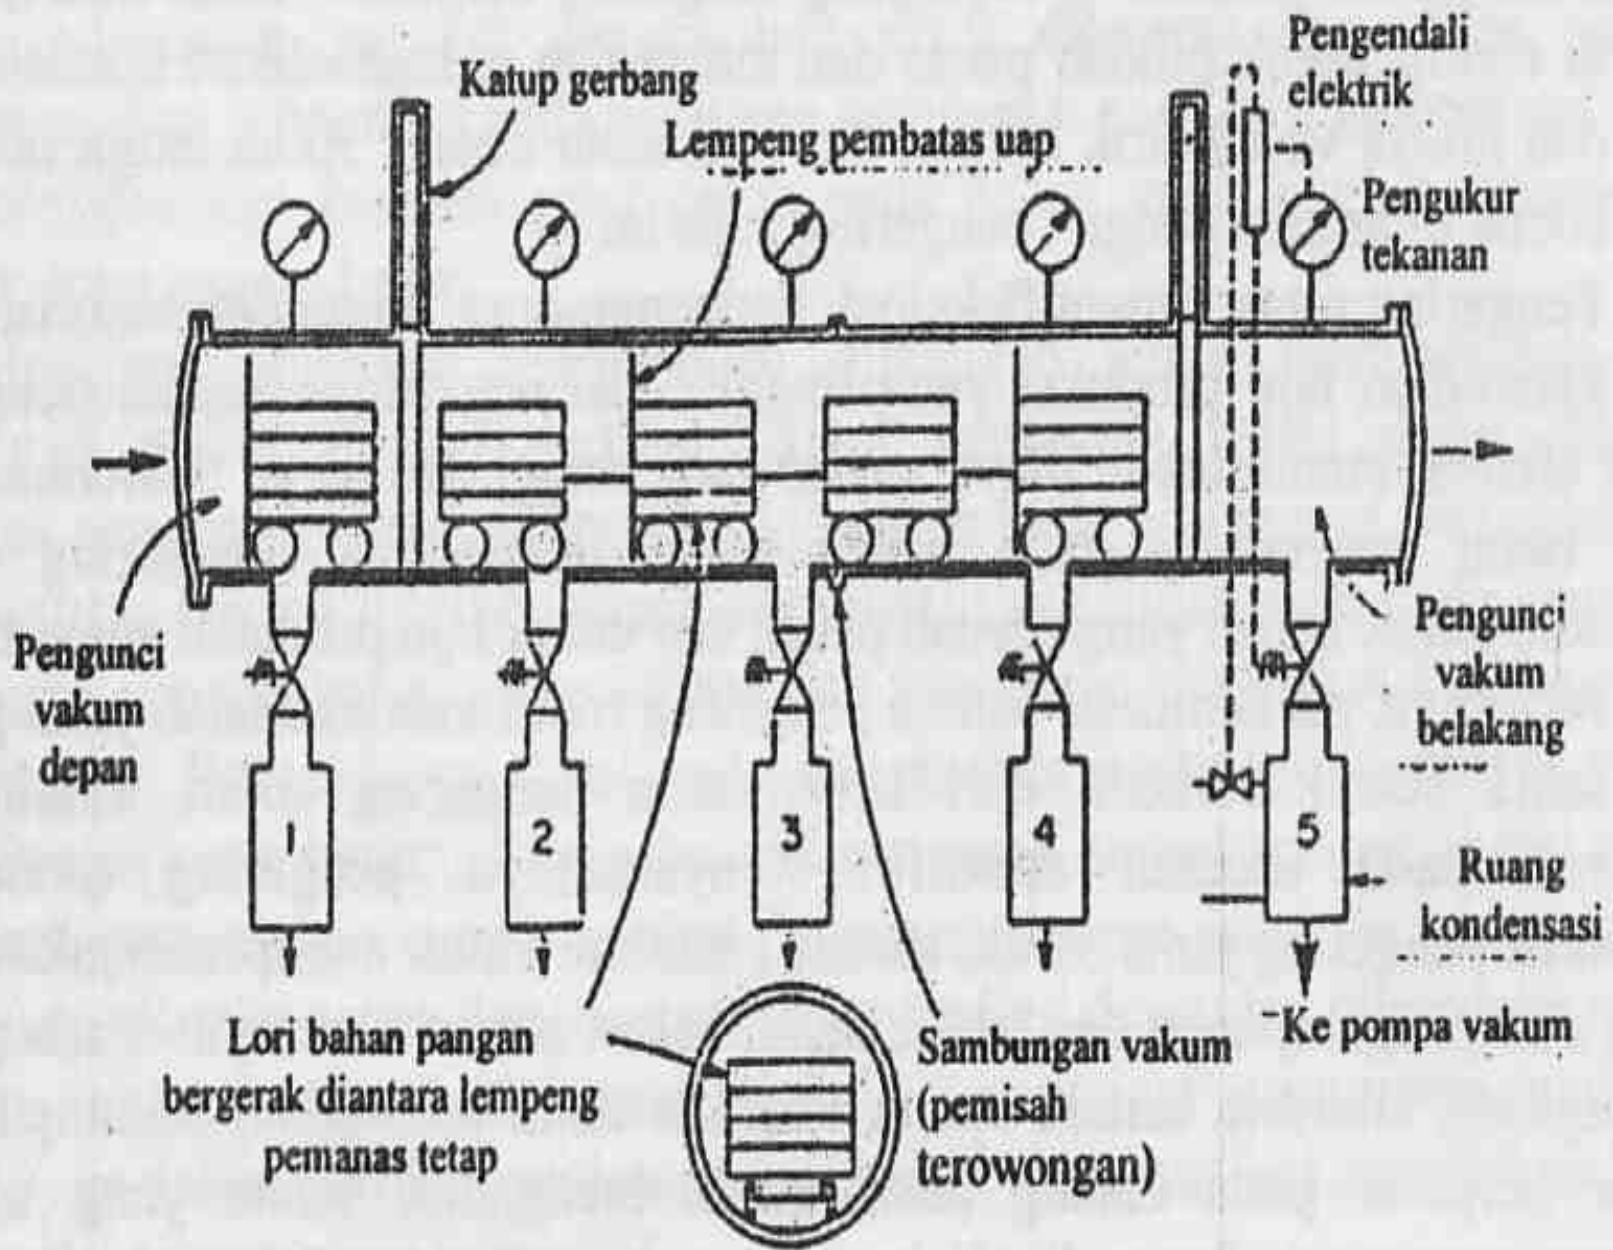 Pengendali
elektrik
Katup gerbang
Lempeng pembatas uap
Pengukur
tekanan
Pengunci
vakum
depan
Pengunci
vakum
belakang
1
2
3
4
5
Ruang
kondensasi
Ke pompa vakum
Lori bahan pangan
bergerak diantara lempeng
pemanas tetap
Sambungan vakum
(pemisah
terowongan)